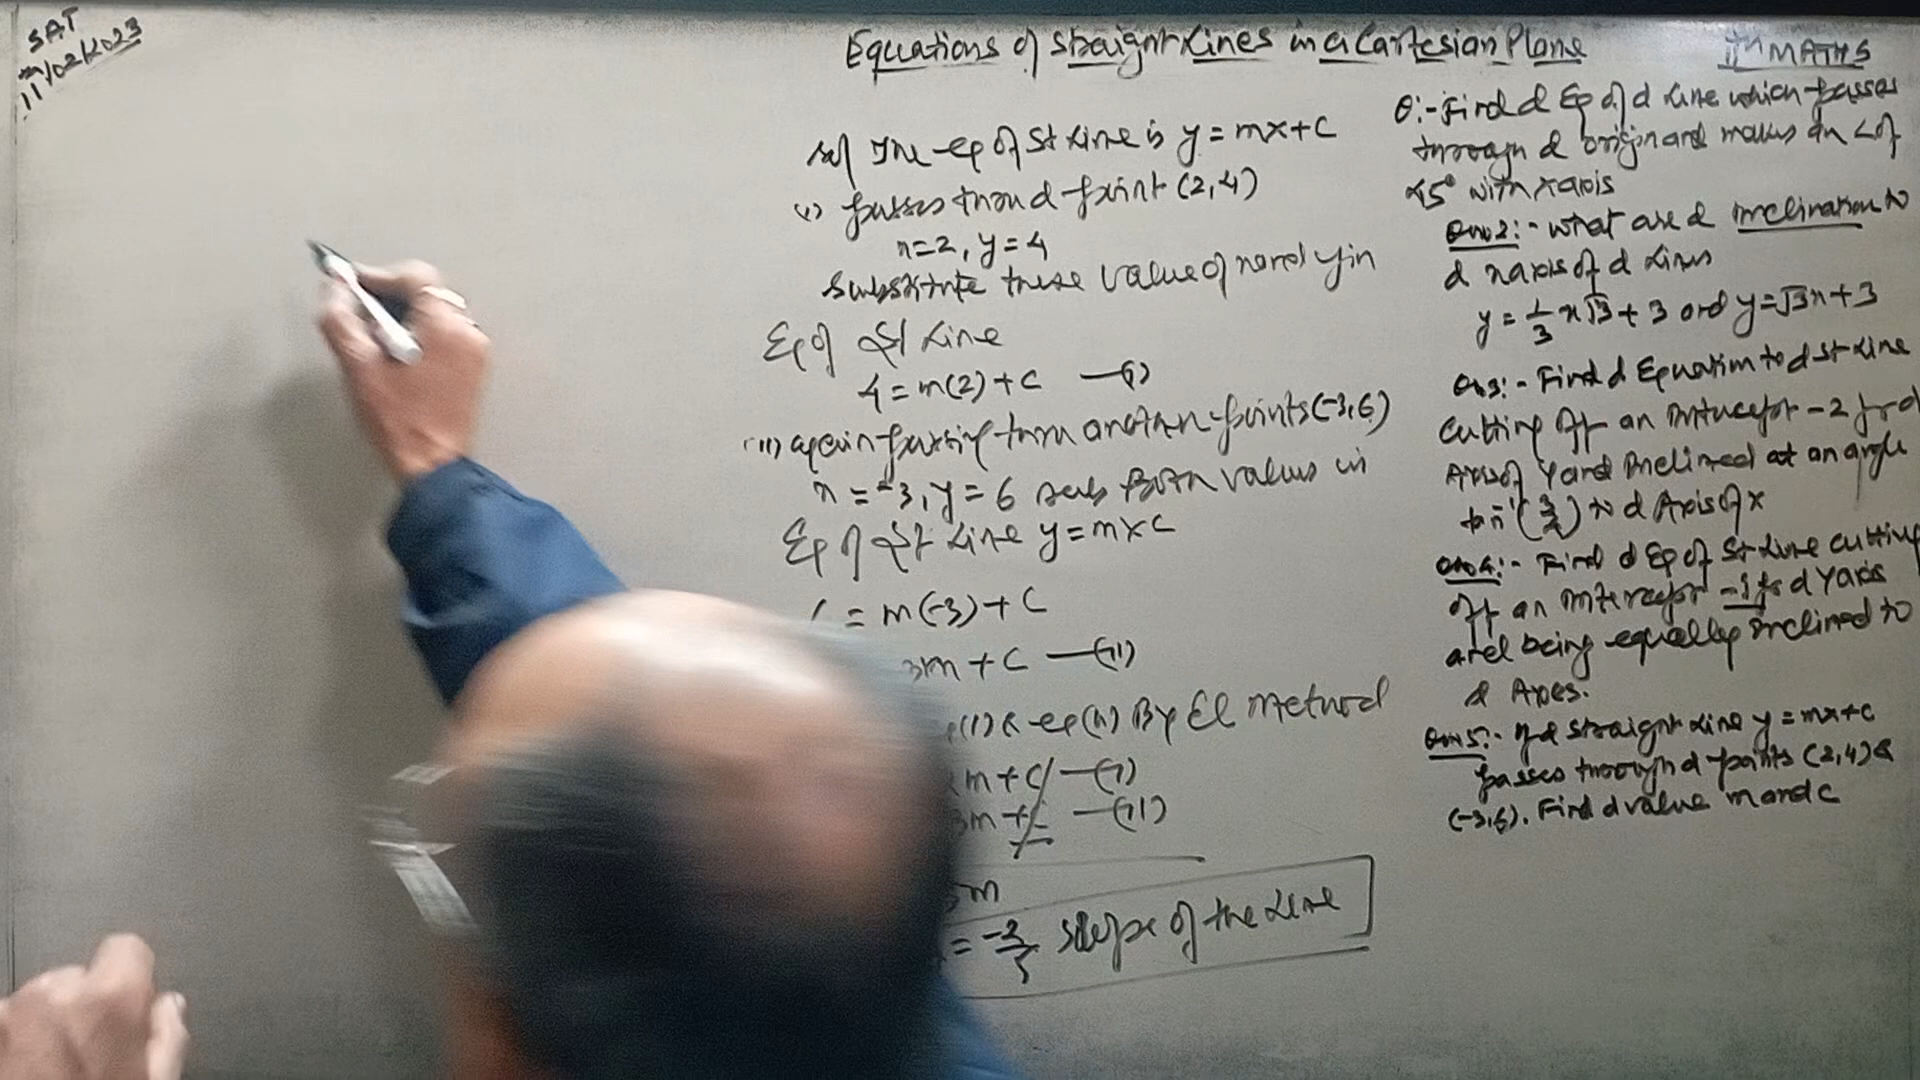 SAT
11/02/2023
Equations of straight Lines in a Cartesian Plane
11th MATHS
Sol The eq of St Line is y = mx+c
(i) passes thru d point (2,4)
x=2, y=4
Substitute these value of x and y in
Eq of St Line
4 = m(2)+c —(i)
(ii) again passing thru another points (-3,6)
x = -3, y = 6 sub Both values in
Eq of St Line y=mxc
= m(-3)+c
3m + c —(ii)
(i) & eq(ii) By El method
m+c —(i)
3m + c —(ii)
5m
= -2/5 slope of the Line
Q:- Find d Eq of d Line which passes
through d origin and makes an < of
45° with x axis
Qno2:- what are d inclination to
d x axis of d Lines
y = 1/3 x√3 + 3 and y = √3x + 3
Qn3:- Find d Equation to d st Line
cutting off an intercept -2 frd
Axis of Y and Inclined at an angle
tan⁻¹ ( ) to d Axis of x
Qno4:- Find d Eq of St Line cutting
off an intercept -1 fr d Y axis
and being equally inclined to
d Axes.
Qno5:- If d straight Line y = mx+c
passes through d points (2,4) &
(-3,6). Find d value m and c